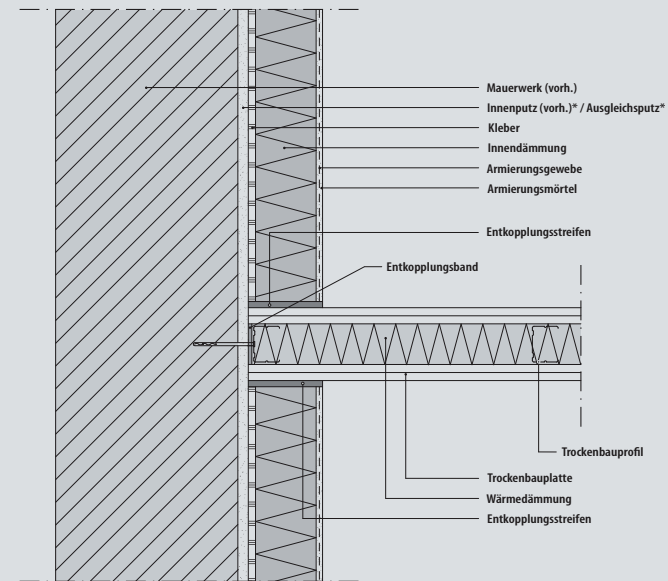 Mauerwerk (vorh.)
Innenputz (vorh.)* / Ausgleichsputz*
Kleber
Innendämmung
Armierungsgewebe
Armierungsmörtel
Entkopplungsstreifen
Entkopplungsband
Trockenbauprofil
Trockenbauplatte
Wärmedämmung
Entkopplungsstreifen